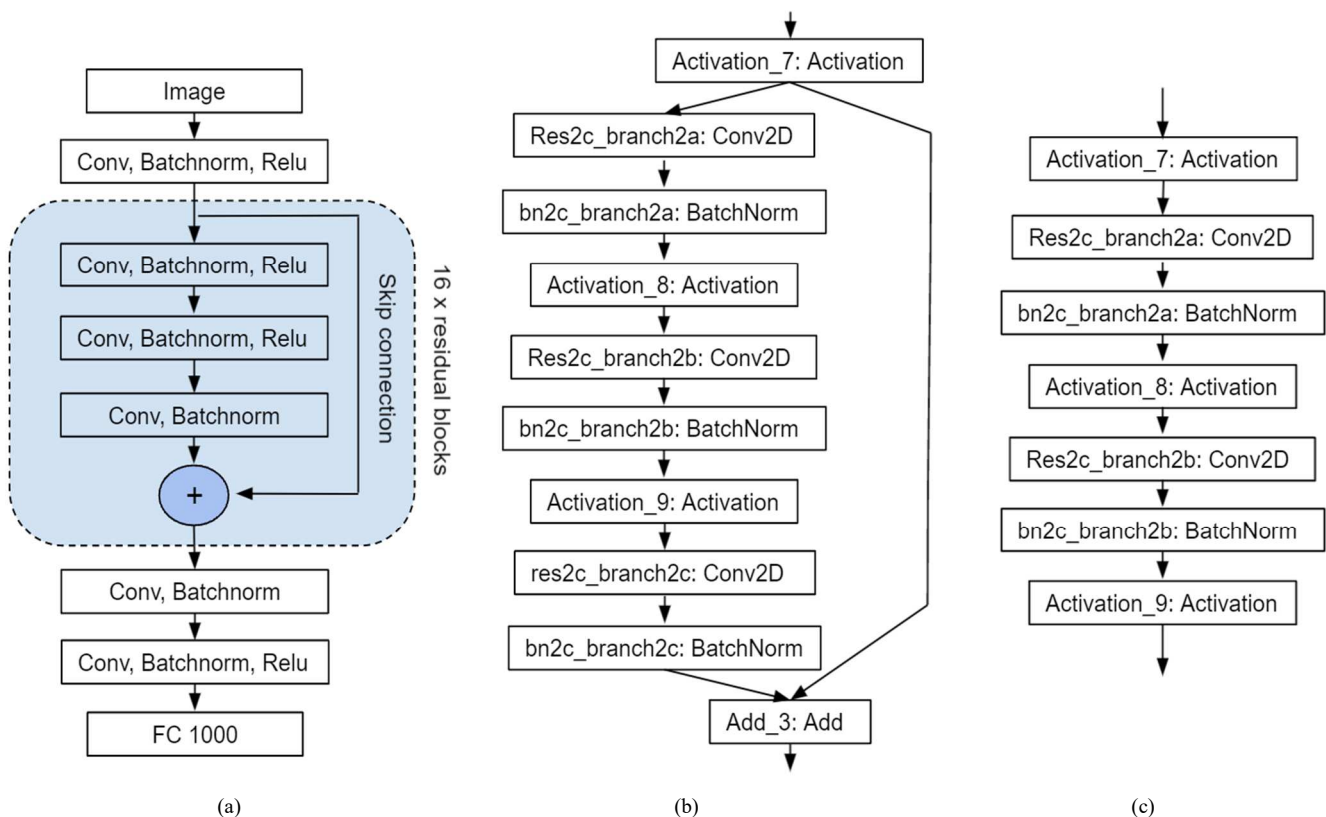 Image
Conv, Batchnorm, Relu
Conv, Batchnorm, Relu
Conv, Batchnorm, Relu
Conv, Batchnorm
+
Skip connection
16 x residual blocks
Conv, Batchnorm
Conv, Batchnorm, Relu
FC 1000
(a)
Activation_7: Activation
Res2c_branch2a: Conv2D
bn2c_branch2a: BatchNorm
Activation_8: Activation
Res2c_branch2b: Conv2D
bn2c_branch2b: BatchNorm
Activation_9: Activation
res2c_branch2c: Conv2D
bn2c_branch2c: BatchNorm
Add_3: Add
(b)
Activation_7: Activation
Res2c_branch2a: Conv2D
bn2c_branch2a: BatchNorm
Activation_8: Activation
Res2c_branch2b: Conv2D
bn2c_branch2b: BatchNorm
Activation_9: Activation
(c)